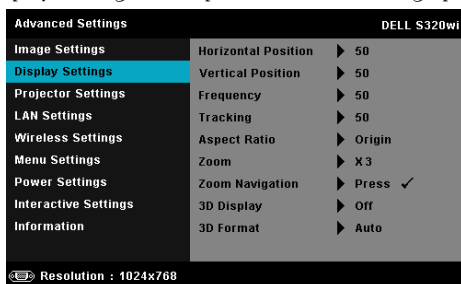 Advanced Settings DELL S320wi
Image Settings
Display Settings
Projector Settings
LAN Settings
Wireless Settings
Menu Settings
Power Settings
Interactive Settings
Information
Horizontal Position 50
Vertical Position 50
Frequency 50
Tracking 50
Aspect Ratio Origin
Zoom X3
Zoom Navigation Press ✓
3D Display Off
3D Format Auto
Resolution : 1024x768